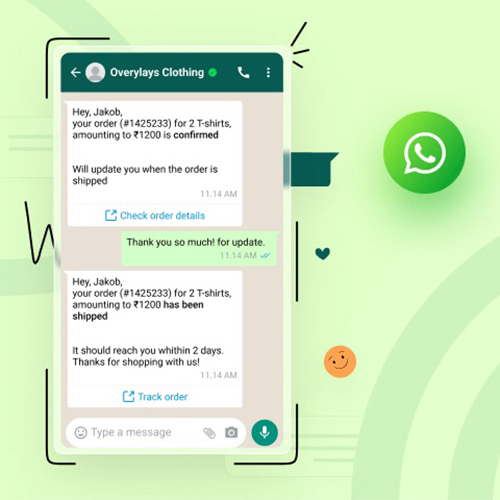 Overylays Clothing
Hey, Jakob,
your order (#1425233) for 2 T-shirts,
amounting to ₹1200 is confirmed
Will update you when the order is
shipped
11.14 AM
Check order details
Thank you so much! for update.
11.14 AM
Hey, Jakob,
your order (#1425233) for 2 T-shirts,
amounting to ₹1200 has been
shipped
It should reach you whithin 2 days.
Thanks for shopping with us!
11.14 AM
Track order
Type a message